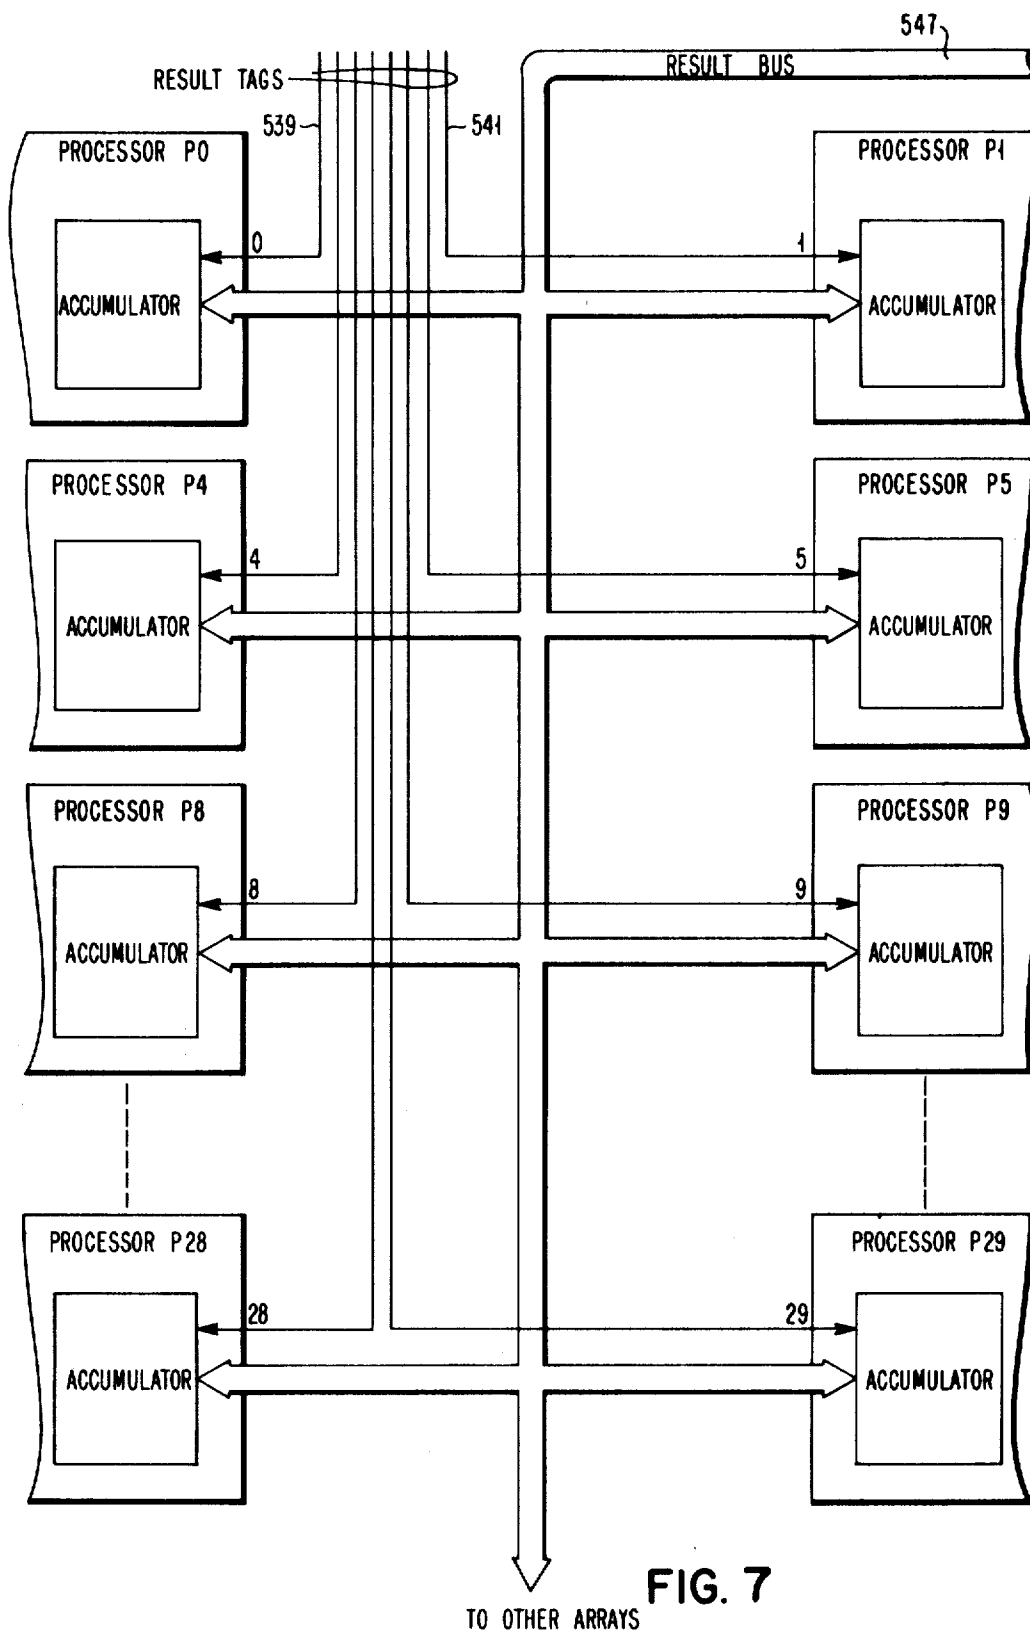 547
RESULT BUS
RESULT TAGS
539
541
PROCESSOR P0
PROCESSOR P1
0
1
ACCUMULATOR
ACCUMULATOR
PROCESSOR P4
PROCESSOR P5
4
5
ACCUMULATOR
ACCUMULATOR
PROCESSOR P8
PROCESSOR P9
8
9
ACCUMULATOR
ACCUMULATOR
PROCESSOR P28
PROCESSOR P29
28
29
ACCUMULATOR
ACCUMULATOR
FIG. 7
TO OTHER ARRAYS